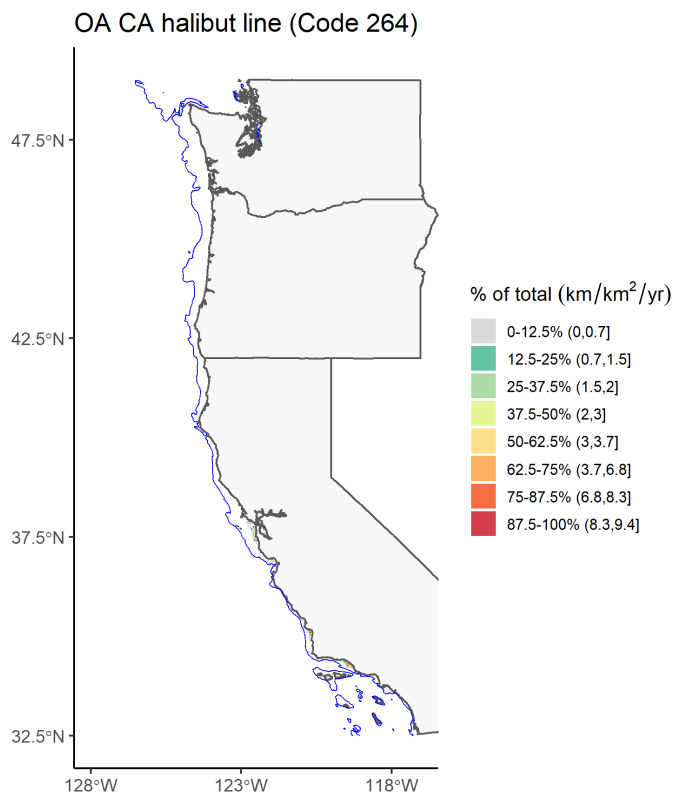 OA CA halibut line (Code 264)
47.5°N
42.5°N
37.5°N
32.5°N
128°W
123°W
118°W
% of total (km/km²/yr)
0-12.5% (0,0.7]
12.5-25% (0.7,1.5]
25-37.5% (1.5,2]
37.5-50% (2,3]
50-62.5% (3,3.7]
62.5-75% (3.7,6.8]
75-87.5% (6.8,8.3]
87.5-100% (8.3,9.4]